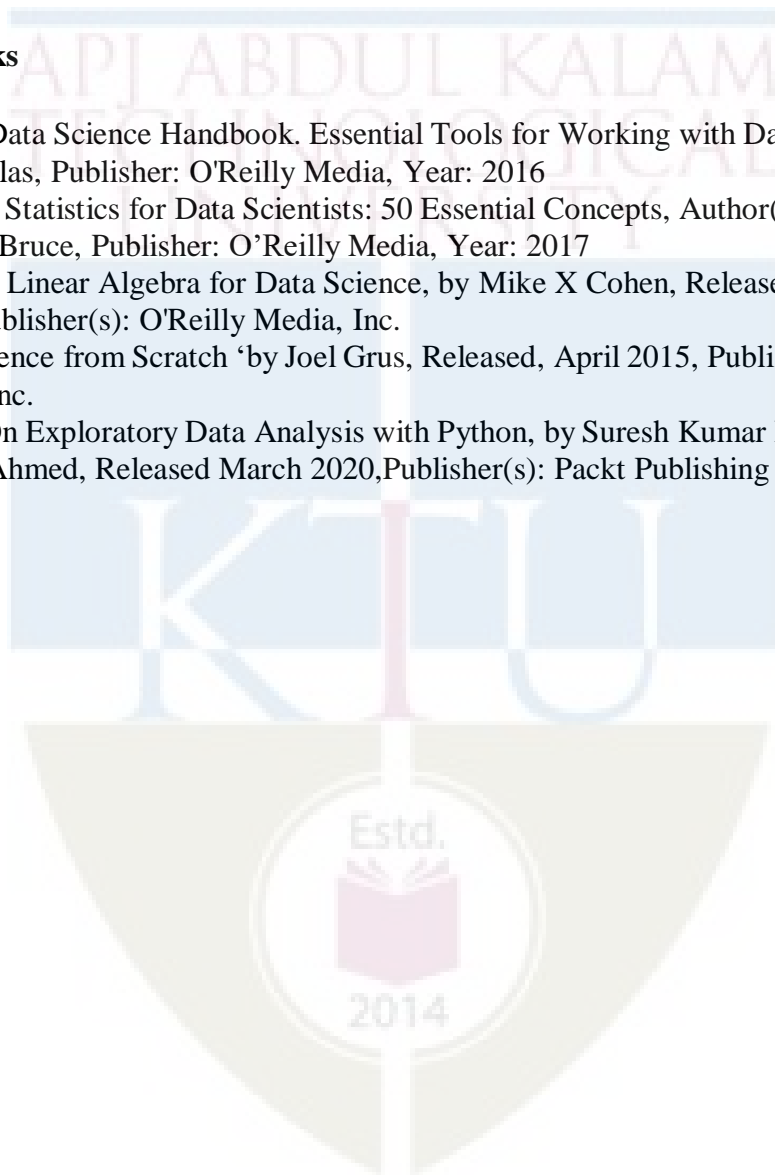 APJ ABDUL KALAM
TECHNOLOGICAL
UNIVERSITY
ks
Data Science Handbook. Essential Tools for Working with Da
las, Publisher: O'Reilly Media, Year: 2016
Statistics for Data Scientists: 50 Essential Concepts, Author(
Bruce, Publisher: O’Reilly Media, Year: 2017
Linear Algebra for Data Science, by Mike X Cohen, Release
blisher(s): O'Reilly Media, Inc.
ence from Scratch ‘by Joel Grus, Released, April 2015, Publi
nc.
On Exploratory Data Analysis with Python, by Suresh Kumar
Ahmed, Released March 2020,Publisher(s): Packt Publishing
KTU
Estd.
2014